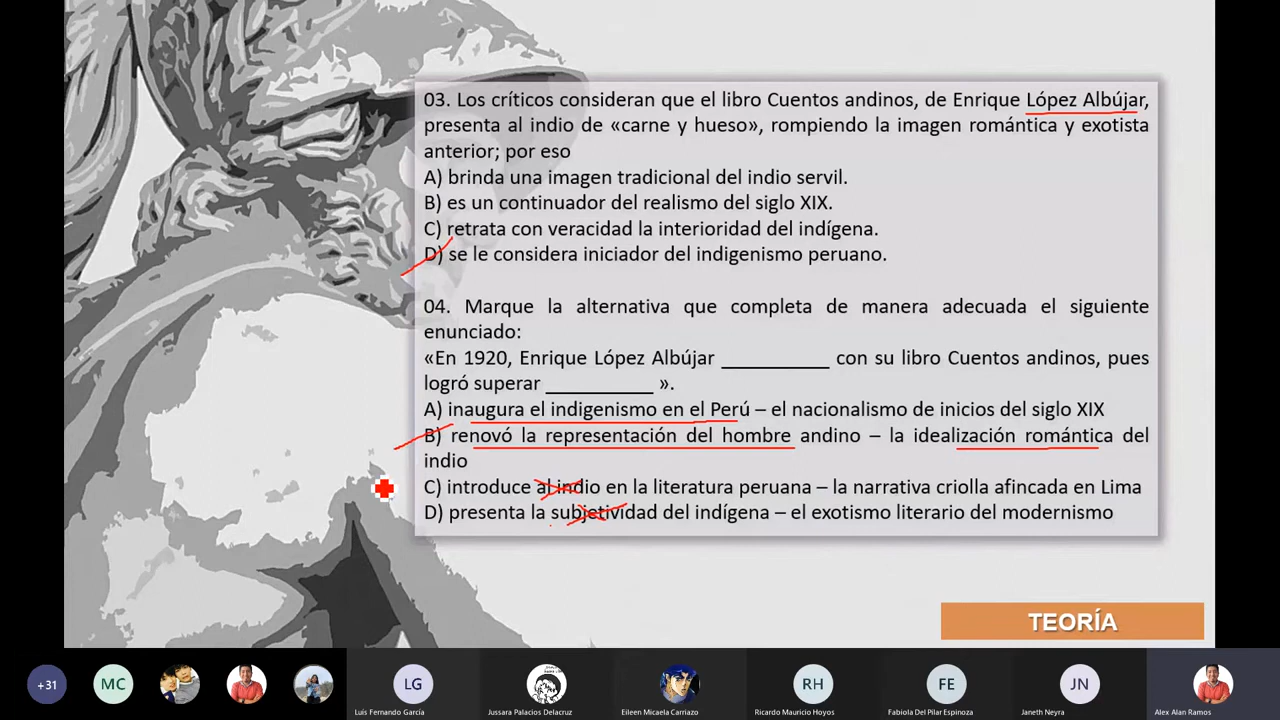 03. Los críticos consideran que el libro Cuentos andinos, de Enrique López Albújar,
presenta al indio de «carne y hueso», rompiendo la imagen romántica y exotista
anterior; por eso
A) brinda una imagen tradicional del indio servil.
B) es un continuador del realismo del siglo XIX.
C) retrata con veracidad la interioridad del indígena.
D) se le considera iniciador del indigenismo peruano.
04. Marque la alternativa que completa de manera adecuada el siguiente
enunciado:
«En 1920, Enrique López Albújar __________ con su libro Cuentos andinos, pues
logró superar __________ ».
A) inaugura el indigenismo en el Perú – el nacionalismo de inicios del siglo XIX
B) renovó la representación del hombre andino – la idealización romántica del
indio
C) introduce al indio en la literatura peruana – la narrativa criolla afincada en Lima
D) presenta la subjetividad del indígena – el exotismo literario del modernismo
TEORÍA
+31
MC
LG
RH
FE
JN
Luis Fernando García
Jussara Palacios Delacruz
Eileen Micaela Carriazo
Ricardo Mauricio Hoyos
Fabiola Del Pilar Espinoza
Janeth Neyra
Alex Alan Ramos